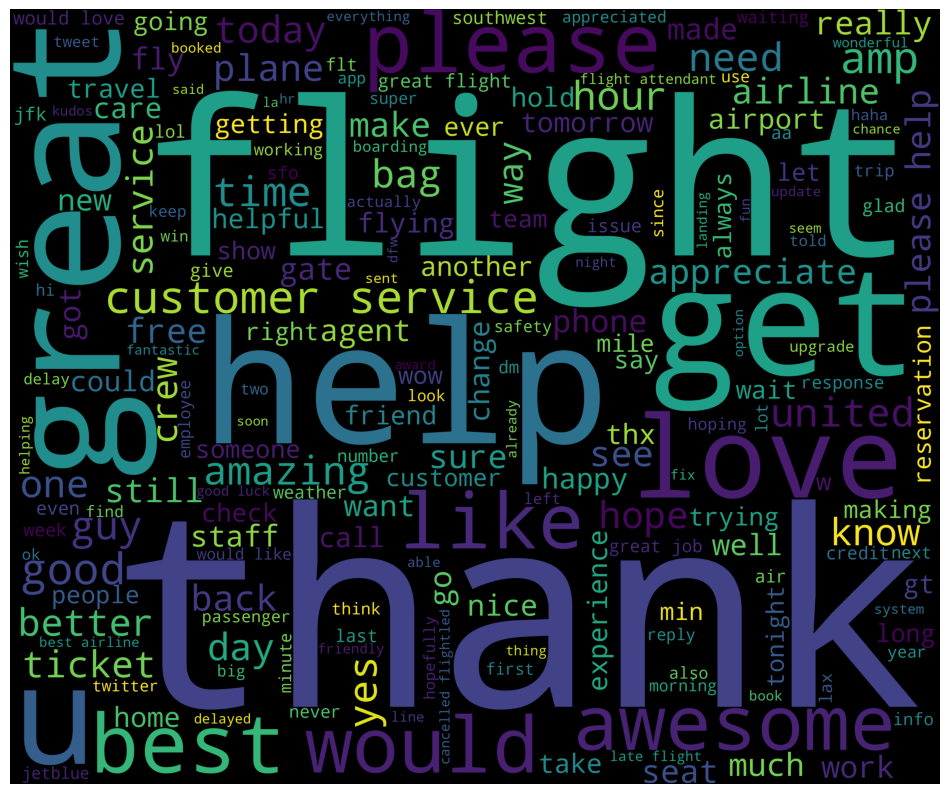 would love
going
today
everything
please
southwest
appreciated
made
waiting
really
tweet
booked
fly
plane
flt
app
great flight
need
wonderful
amp
great
travel
said
la
hr
super
hold
flight attendant
use
hour
airline
jfk
care
kudos
lol
getting
make
ever
tomorrow
airport
aa
haha
chance
flight
service
working
boarding
way
please help
new
time
sfo
bag
let
trip
keep
helpful
actually
flying
team
issue
since
landing
always
fun
update
glad
wish
win
show
dfw
seem
told
hi
got
give
gate
sent
another
night
appreciate
customer service
get
free
right
agent
safety
phone
option
fantastic
help
mile
upgrade
delay
could
crew
two
award
wow
dm
say
wait
response
employee
look
change
reservation
soon
friend
already
love
hoping
lot
united
helping
someone
thx
amazing
number
sure
see
one
still
good luck
weather
customer
happy
fix
w
even
find
want
left
making
week
guy
check
like
hope
trying
know
ok
staff
call
great job
well
credit
next
good
would like
able
experience
air
gt
people
back
thank
go
nice
min
tonight
system
better
passenger
think
long
best airline
day
last
reply
year
ticket
big
minute
friendly
hopefully
cancelled flightled
thing
first
also
morning
lax
twitter
yes
book
u
best
home
delayed
never
line
would
awesome
info
jetblue
take
late flight
seat
much
work